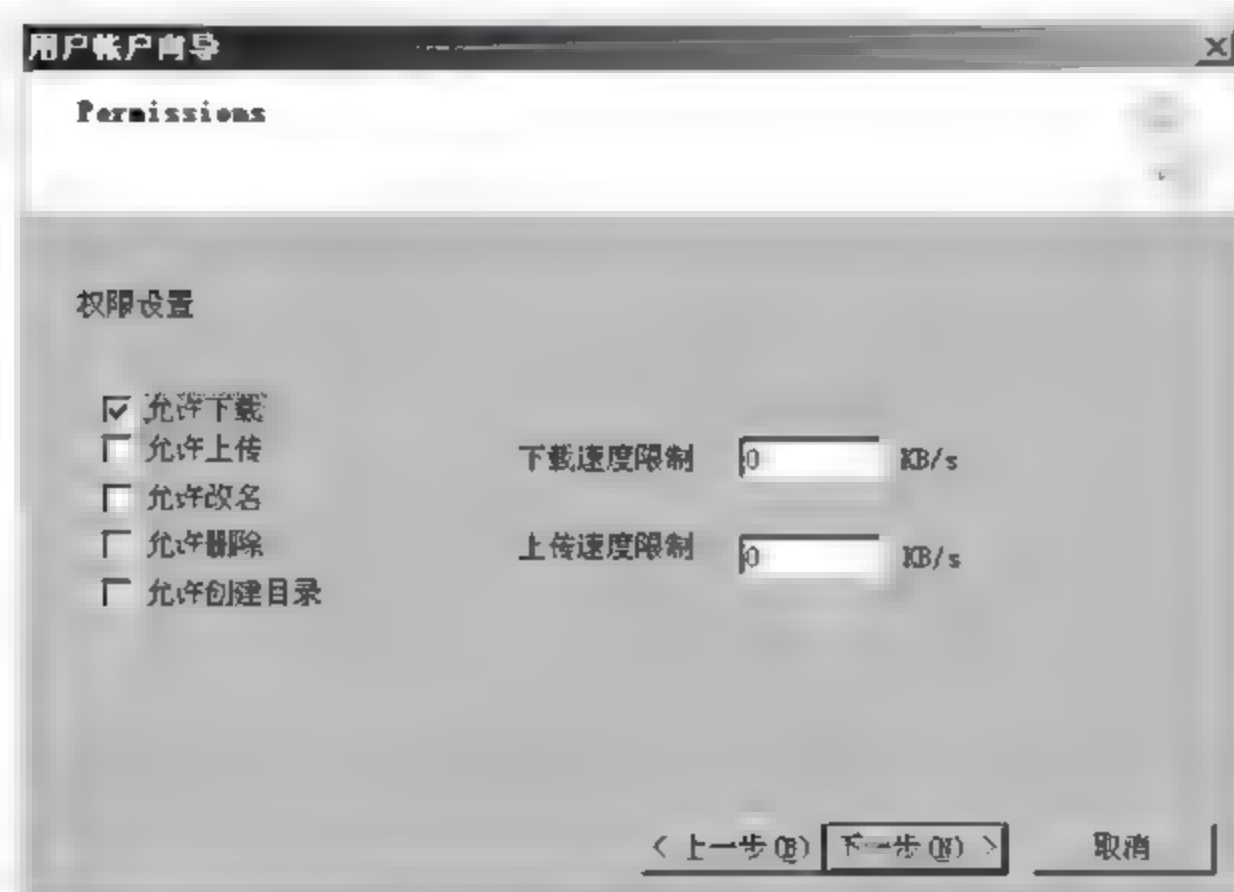 用户帐户向导
Permissions
权限设置
允许下载
允许上传
允许改名
允许删除
允许创建目录
下载速度限制 0 KB/s
上传速度限制 0 KB/s
< 上一步(B) 下一步(N) > 取消